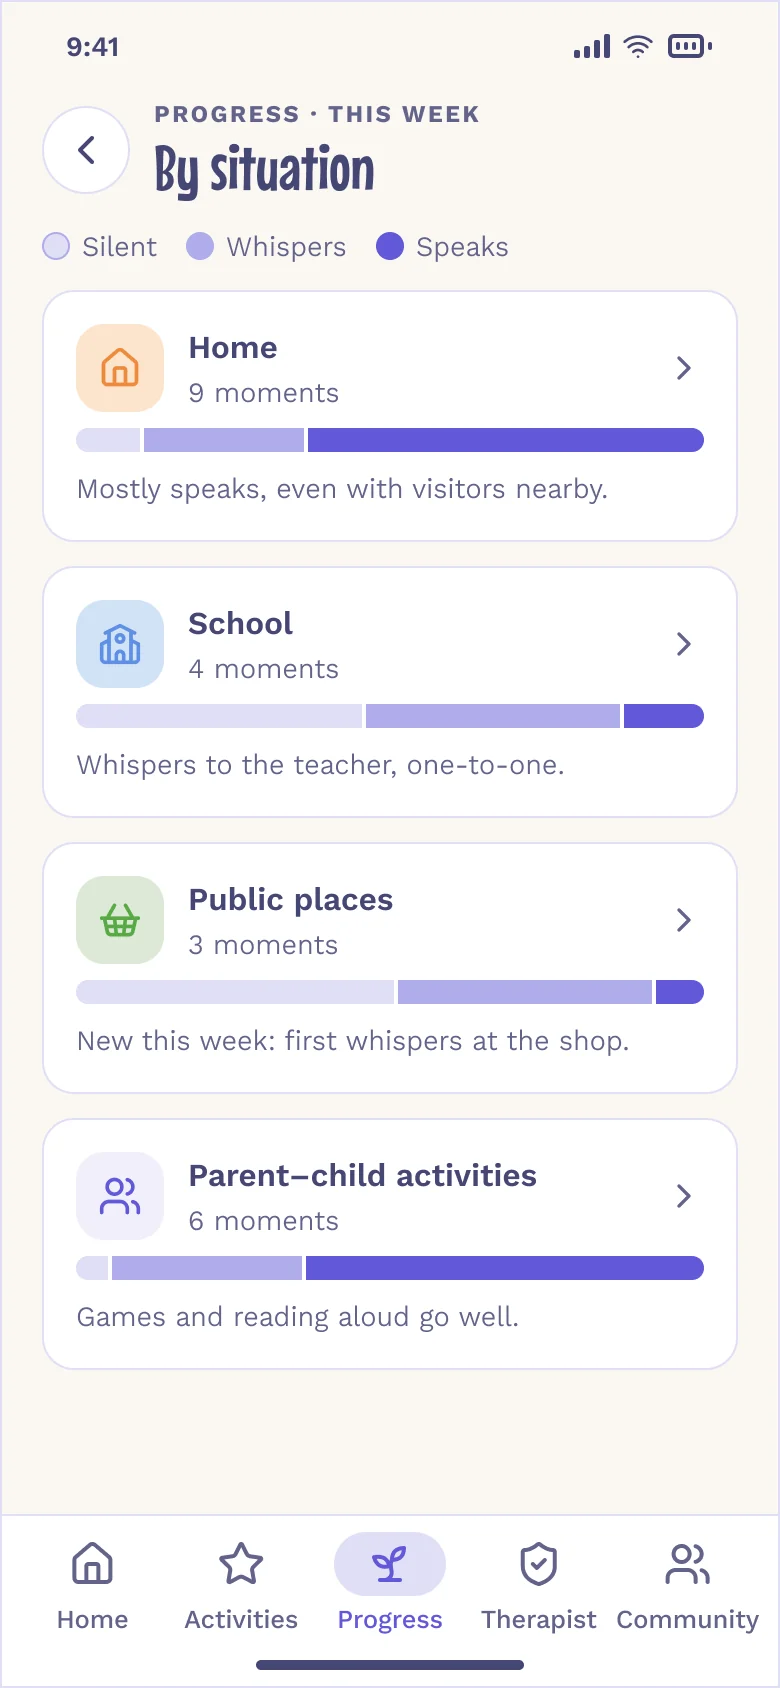 9:41
PROGRESS · THIS WEEK
By situation
Silent
Whispers
Speaks
Home
9 moments
Mostly speaks, even with visitors nearby.
School
4 moments
Whispers to the teacher, one-to-one.
Public places
3 moments
New this week: first whispers at the shop.
Parent–child activities
6 moments
Games and reading aloud go well.
Home
Activities
Progress
Therapist
Community